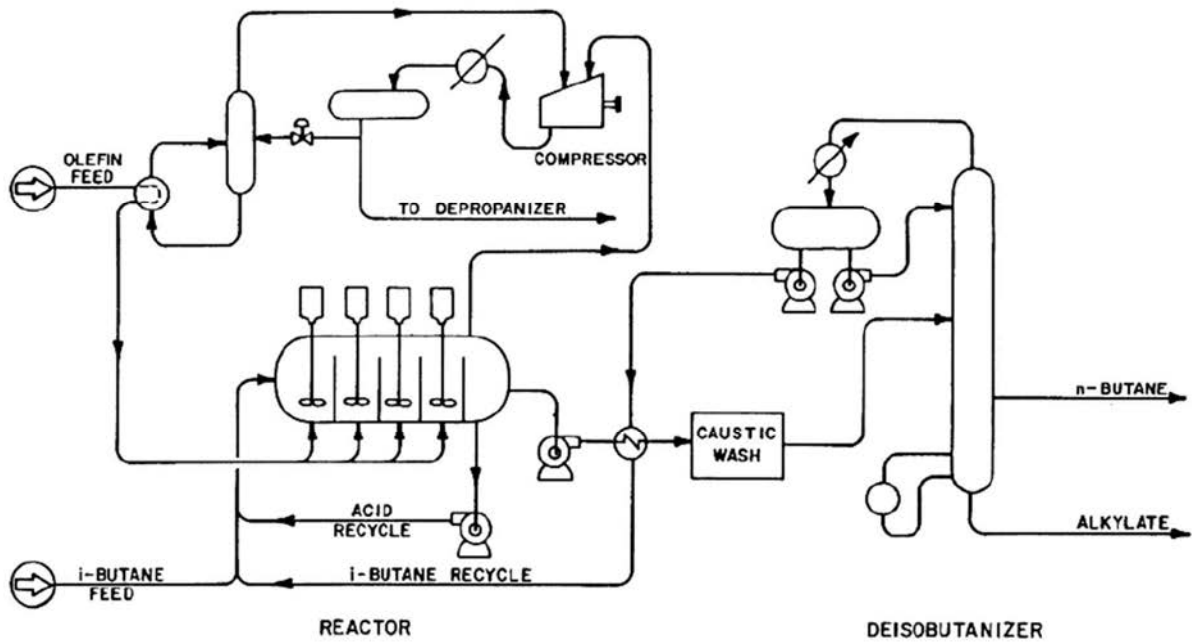 COMPRESSOR
OLEFIN
FEED
TO DEPROPANIZER
n-BUTANE
CAUSTIC
WASH
ACID
RECYCLE
ALKYLATE
i-BUTANE
FEED
i-BUTANE RECYCLE
REACTOR
DEISOBUTANIZER